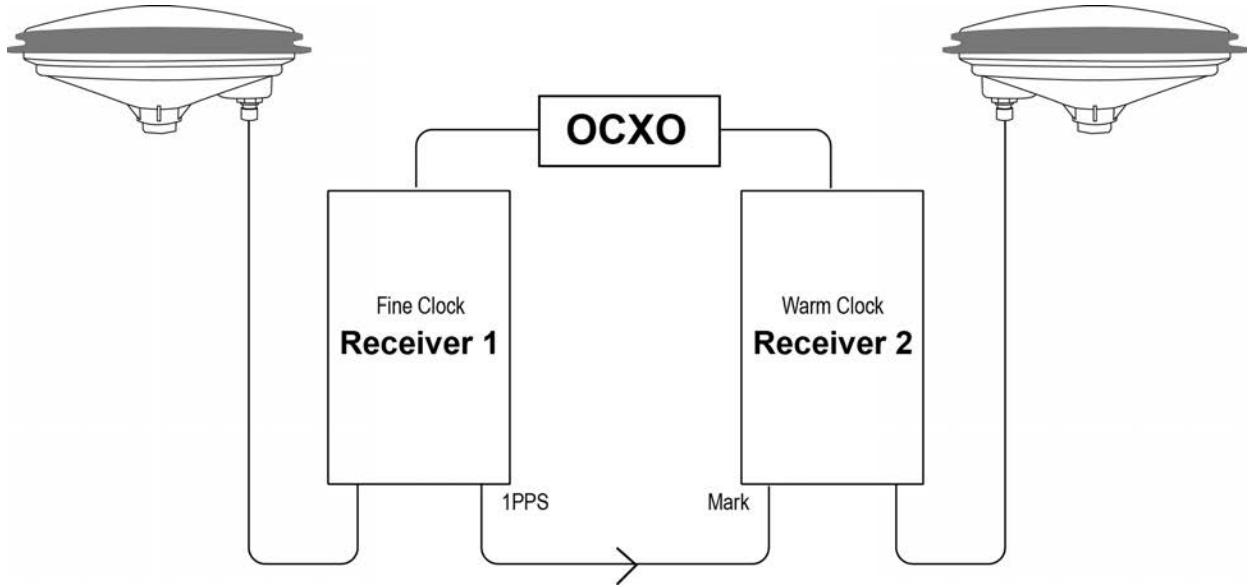 OCXO
Fine Clock
Receiver 1
Warm Clock
Receiver 2
1PPS
Mark